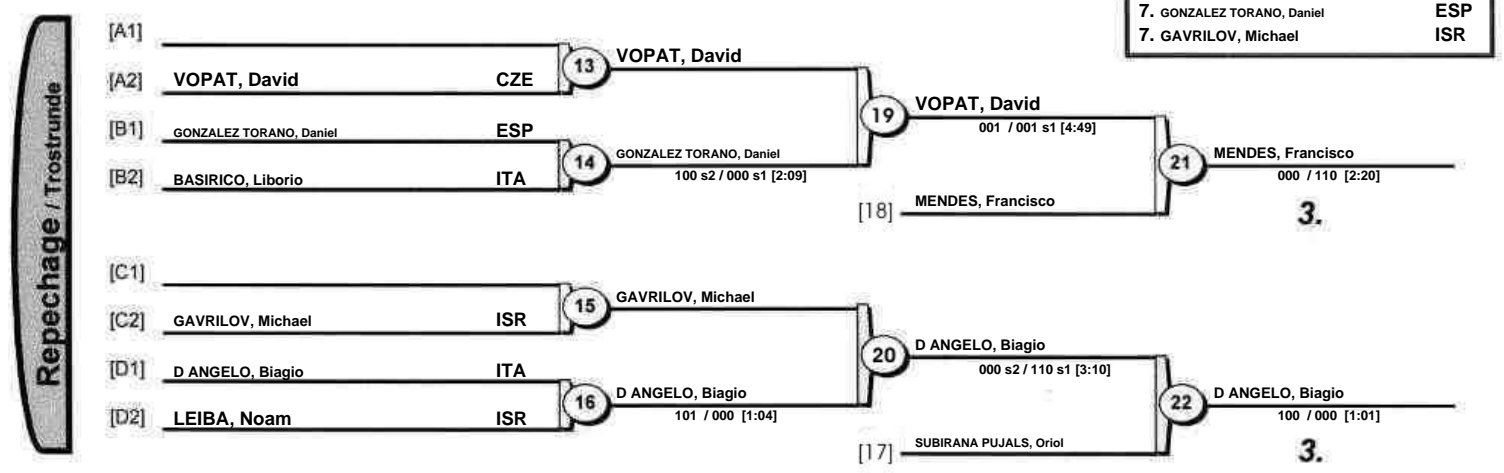 7. GONZALEZ TORANO, Daniel ESP
7. GAVRILOV, Michael ISR
Repechage / Trostrunde
[A1]
[A2] VOPAT, David CZE
13 VOPAT, David
[B1] GONZALEZ TORANO, Daniel ESP
[B2] BASIRICO, Liborio ITA
14 GONZALEZ TORANO, Daniel
100 s2 / 000 s1 [2:09]
19 VOPAT, David
001 / 001 s1 [4:49]
[18] MENDES, Francisco
21 MENDES, Francisco
000 / 110 [2:20]
3.
[C1]
[C2] GAVRILOV, Michael ISR
15 GAVRILOV, Michael
[D1] D ANGELO, Biagio ITA
[D2] LEIBA, Noam ISR
16 D ANGELO, Biagio
101 / 000 [1:04]
20 D ANGELO, Biagio
000 s2 / 110 s1 [3:10]
[17] SUBIRANA PUJALS, Oriol
22 D ANGELO, Biagio
100 / 000 [1:01]
3.